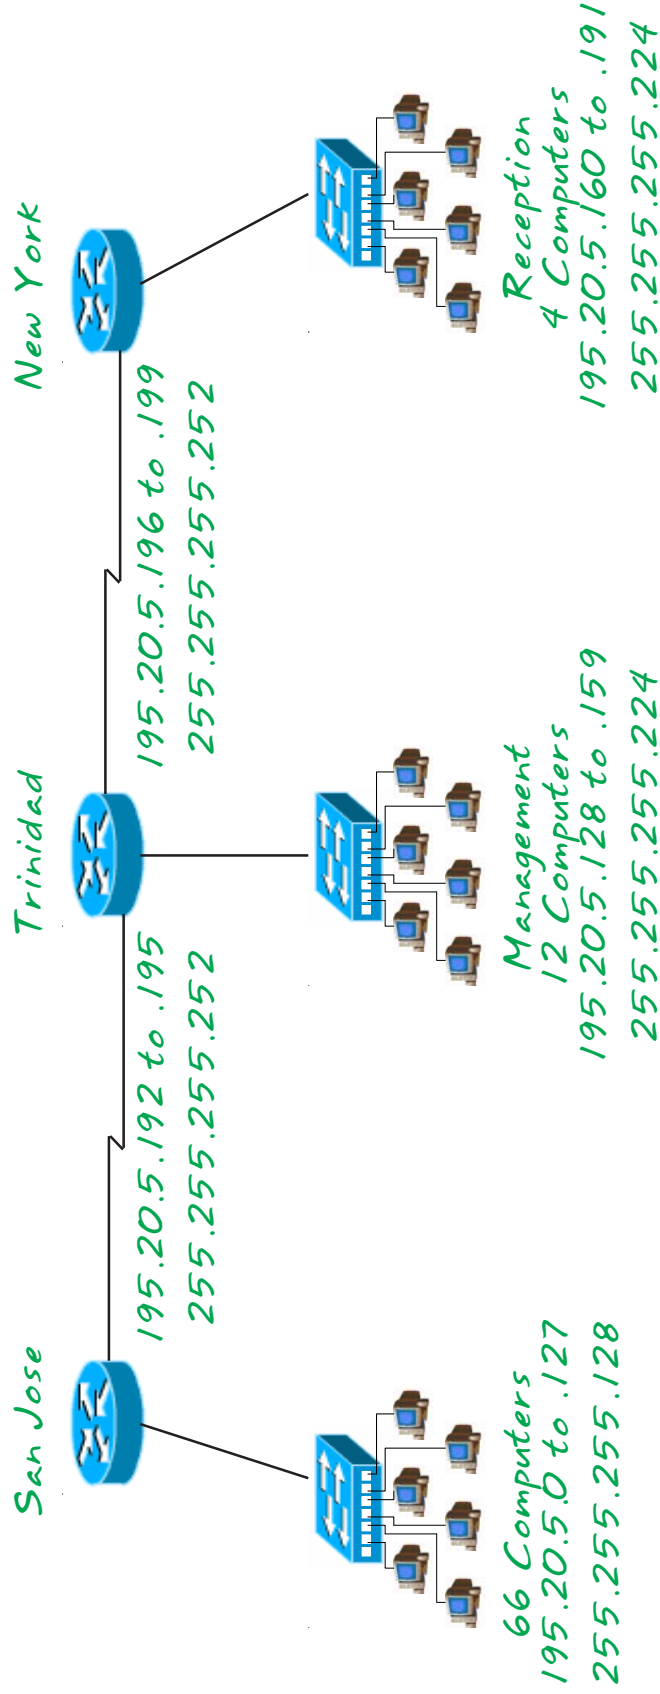 San Jose
Trinidad
New York
195.20.5.192 to .195
255.255.255.252
195.20.5.196 to .199
255.255.255.252
66 Computers
195.20.5.0 to .127
255.255.255.128
Management
12 Computers
195.20.5.128 to .159
255.255.255.224
Reception
4 Computers
195.20.5.160 to .191
255.255.255.224